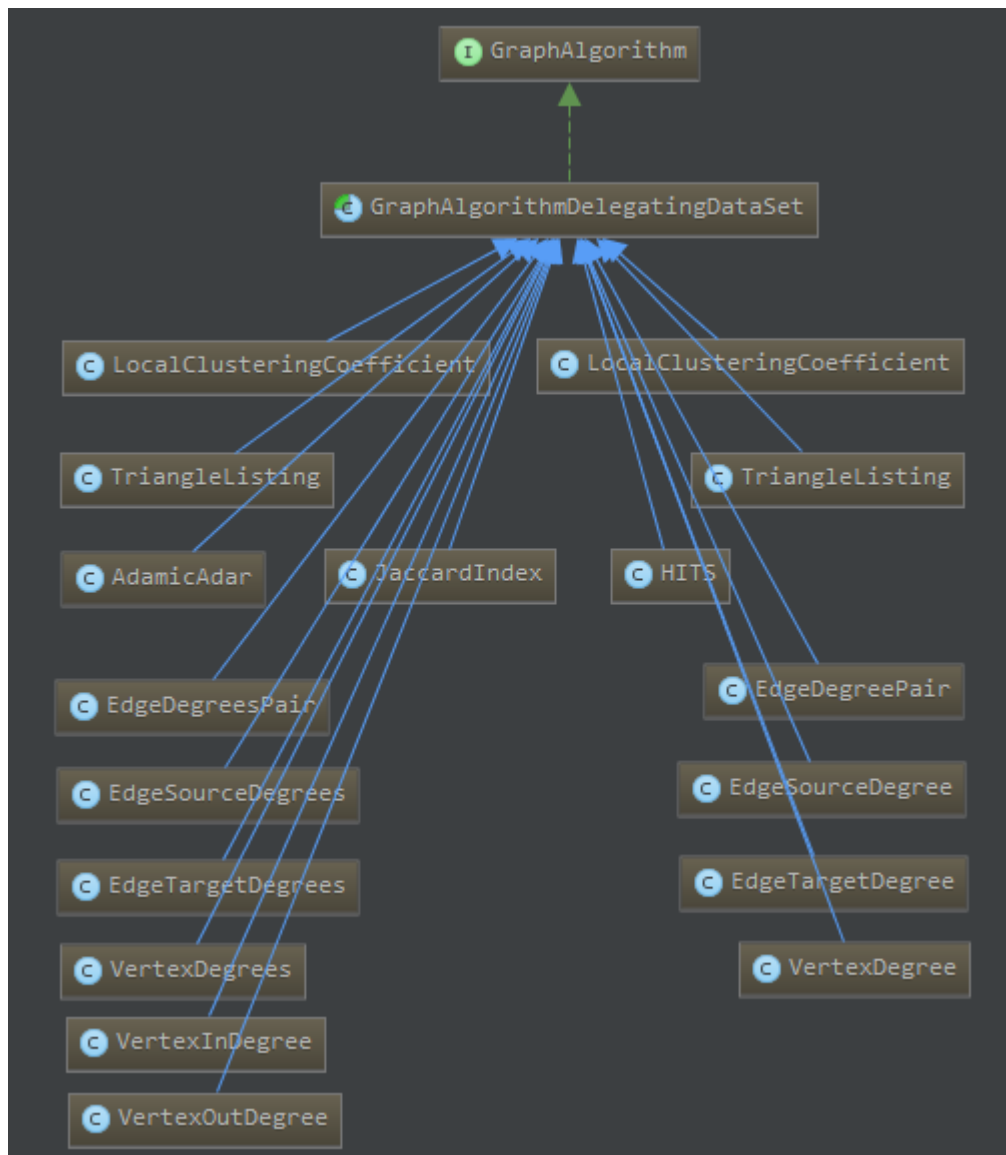 I GraphAlgorithm
C GraphAlgorithmDelegatingDataSet
C LocalClusteringCoefficient
C LocalClusteringCoefficient
C TriangleListing
C TriangleListing
C AdamicAdar
C JaccardIndex
C HITS
C EdgeDegreesPair
C EdgeDegreePair
C EdgeSourceDegrees
C EdgeSourceDegree
C EdgeTargetDegrees
C EdgeTargetDegree
C VertexDegrees
C VertexDegree
C VertexInDegree
C VertexOutDegree